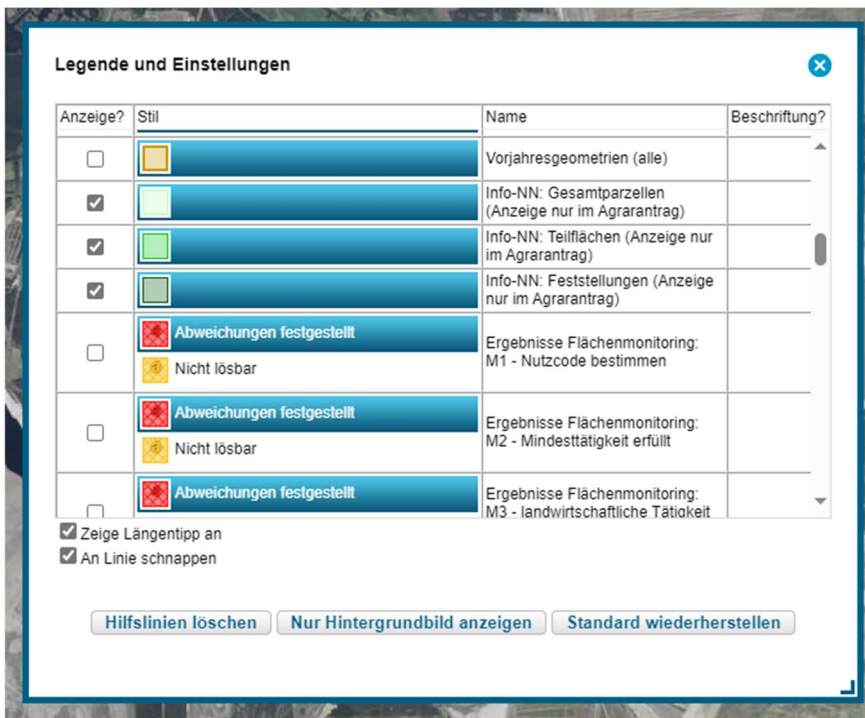 Legende und Einstellungen
Anzeige? Stil Name Beschriftung?
Vorjahresgeometrien (alle)
Info-NN: Gesamtparzellen
(Anzeige nur im Agrarantrag)
Info-NN: Teilflächen (Anzeige nur
im Agrarantrag)
Info-NN: Feststellungen (Anzeige
nur im Agrarantrag)
Abweichungen festgestellt
Nicht lösbar
Ergebnisse Flächenmonitoring:
M1 - Nutzcode bestimmen
Abweichungen festgestellt
Nicht lösbar
Ergebnisse Flächenmonitoring:
M2 - Mindesttätigkeit erfüllt
Abweichungen festgestellt
Ergebnisse Flächenmonitoring:
M3 - landwirtschaftliche Tätigkeit
Zeige Längentipp an
An Linie schnappen
Hilfslinien löschen Nur Hintergrundbild anzeigen Standard wiederherstellen